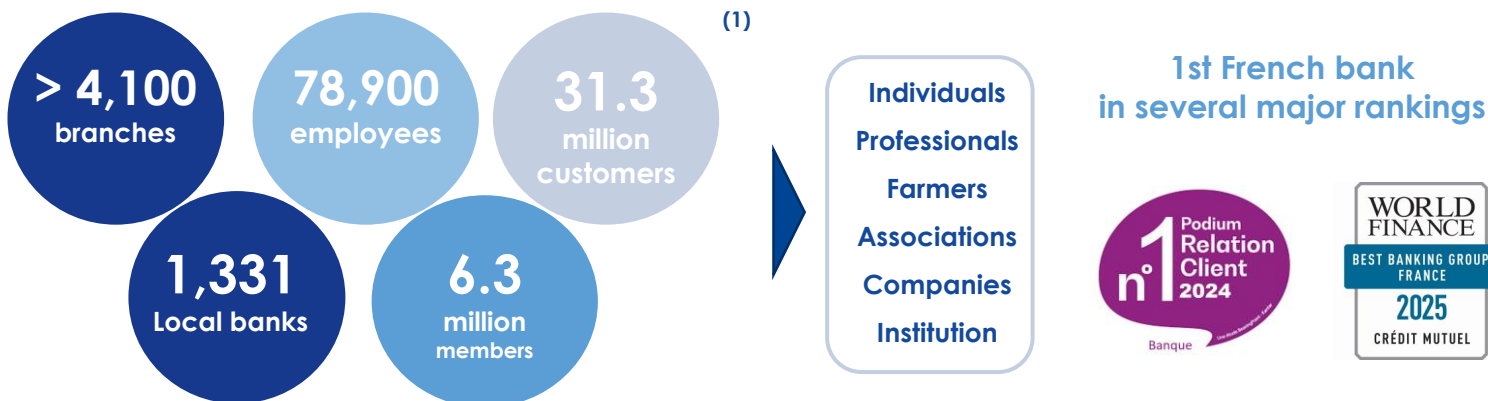 (1)
> 4,100
branches
78,900
employees
31.3
million
customers
1,331
Local banks
6.3
million
members
Individuals
Professionals
Farmers
Associations
Companies
Institution
1st French bank
in several major rankings
n°1
Podium
Relation
Client
2024
Banque
WORLD
FINANCE
BEST BANKING GROUP
FRANCE
2025
CRÉDIT MUTUEL